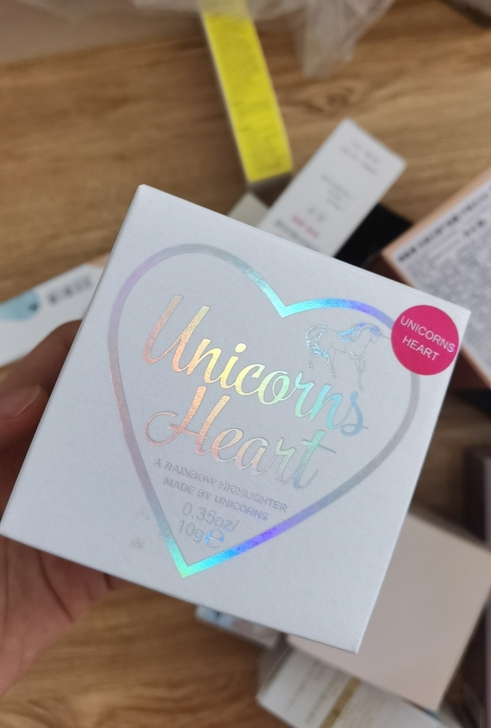 Unicorns
Heart
A RAINBOW HIGHLIGHTER
MADE BY UNICORNS
0.35oz/
10g℮
UNICORNS
HEART